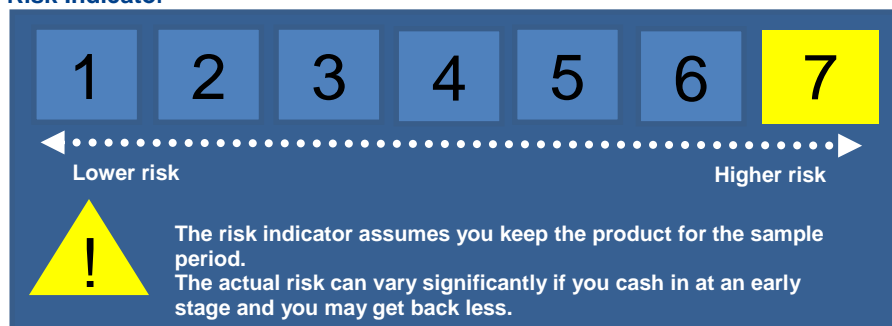 Risk Indicator
1 2 3 4 5 6 7
Lower risk Higher risk
!
The risk indicator assumes you keep the product for the sample
period.
The actual risk can vary significantly if you cash in at an early
stage and you may get back less.